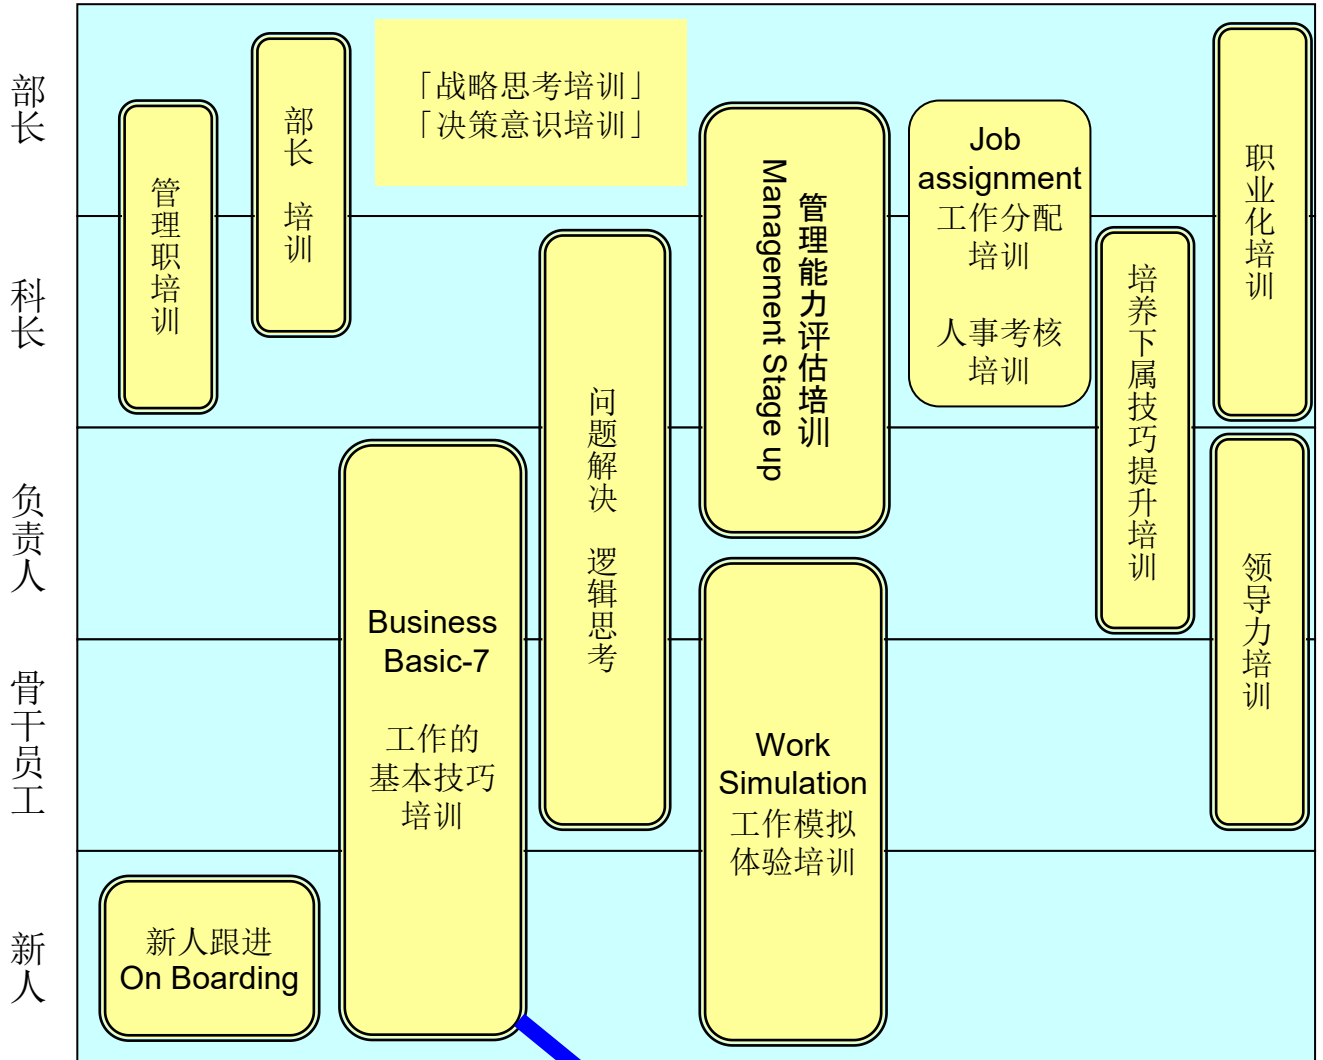 部长
科长
负责人
骨干员工
新人
管理职培训
部长 培训
「战略思考培训」
「决策意识培训」
管理能力评估培训
Management Stage up
Job
assignment
工作分配
培训
人事考核
培训
职业化培训
培养下属技巧提升培训
问题解决 逻辑思考
Business
Basic-7
工作的
基本技巧
培训
Work
Simulation
工作模拟
体验培训
领导力培训
新人跟进
On Boarding